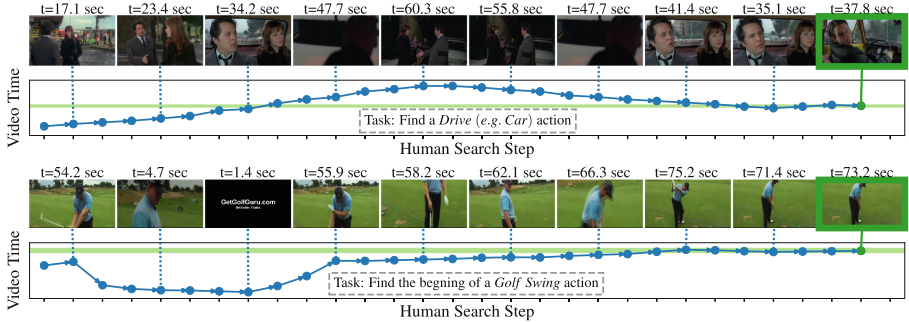 t=17.1 sec t=23.4 sec t=34.2 sec t=47.7 sec t=60.3 sec t=55.8 sec t=47.7 sec t=41.4 sec t=35.1 sec t=37.8 sec
Video Time
Task: Find a Drive (e.g. Car) action
Human Search Step
t=54.2 sec t=4.7 sec t=1.4 sec t=55.9 sec t=58.2 sec t=62.1 sec t=66.3 sec t=75.2 sec t=71.4 sec t=73.2 sec
GetGolfGuru.com
Video Time
Task: Find the begning of a Golf Swing action
Human Search Step